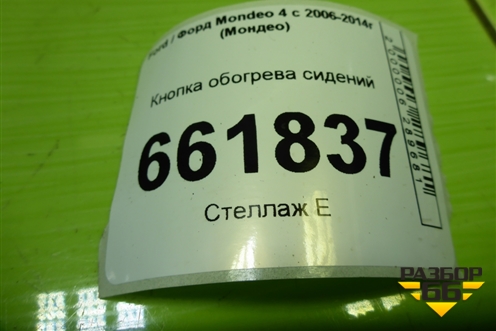 Ford / Форд Mondeo 4 с 2006-2014г
(Мондео)
Кнопка обогрева сидений
661837
Стеллаж Е
РАЗБОР
66